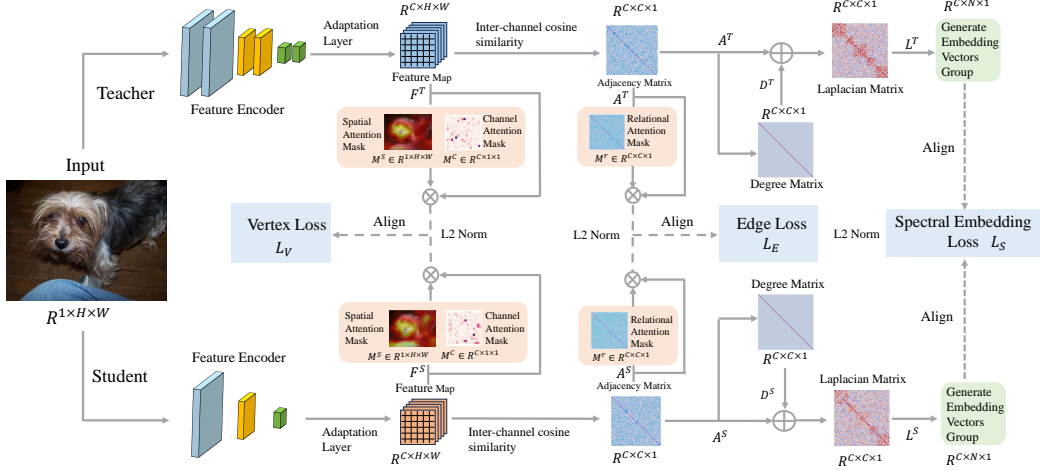 R^{C×H×W}
R^{C×C×1}
R^{C×C×1}
R^{C×N×1}
Adaptation
Layer
Inter-channel cosine
similarity
A^T
L^T
Generate
Embedding
Vectors
Group
Teacher
Feature Encoder
Feature Map
F^T
Adjacency Matrix
A^T
D^T
R^{C×C×1}
Laplacian Matrix
Spatial
Attention
Mask
Channel
Attention
Mask
M^S ∈ R^{1×H×W}
M^C ∈ R^{C×1×1}
Relational
Attention
Mask
M^r ∈ R^{C×C×1}
Degree Matrix
Align
Input
R^{1×H×W}
Vertex Loss
L_V
Align
L2 Norm
L2 Norm
Align
Edge Loss
L_E
L2 Norm
Spectral Embedding
Loss L_S
Degree Matrix
R^{C×C×1}
Align
Spatial
Attention
Mask
Channel
Attention
Mask
M^S ∈ R^{1×H×W}
M^C ∈ R^{C×1×1}
Relational
Attention
Mask
M^r ∈ R^{C×C×1}
Student
Feature Encoder
F^S
Feature Map
A^S
Adjacency Matrix
D^S
Laplacian Matrix
Adaptation
Layer
Inter-channel cosine
similarity
A^S
L^S
Generate
Embedding
Vectors
Group
R^{C×H×W}
R^{C×C×1}
R^{C×C×1}
R^{C×N×1}